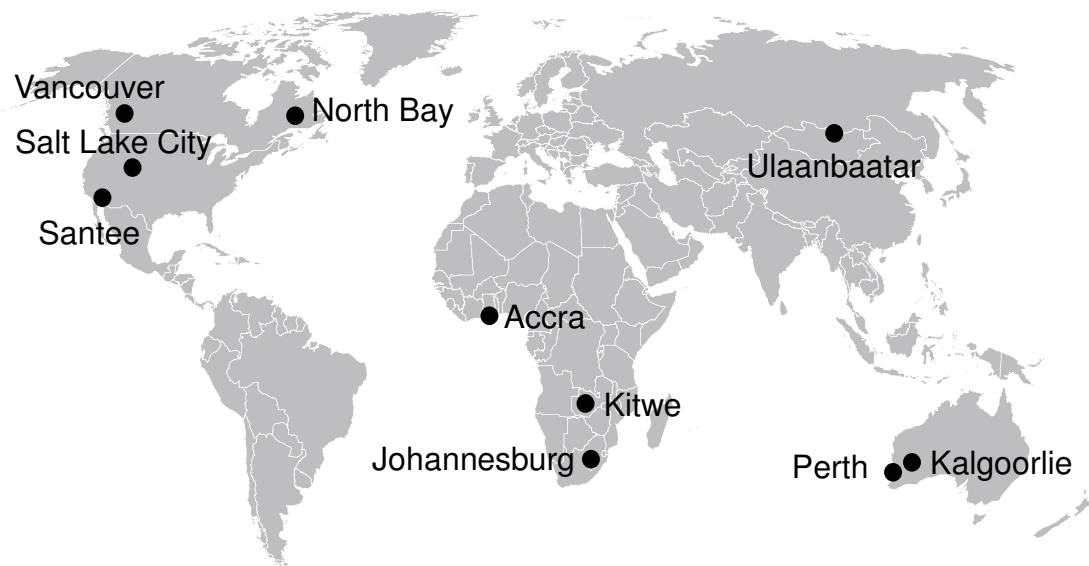 Vancouver
North Bay
Salt Lake City
Ulaanbaatar
Santee
Accra
Kitwe
Johannesburg
Perth
Kalgoorlie